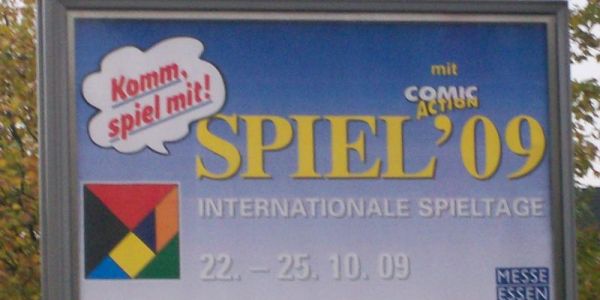 Komm,
spiel mit!
mit
COMIC
ACTION
SPIEL'09
INTERNATIONALE SPIELTAGE
22. – 25. 10. 09
MESSE
ESSEN